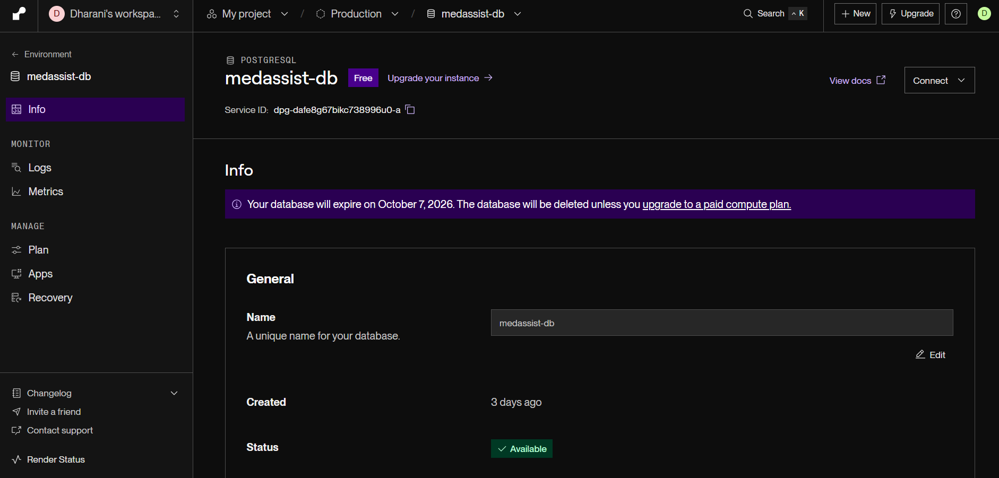 D Dharani's workspa...
My project / Production / medassist-db
Search ^ K
+ New
Upgrade
D
← Environment
medassist-db
Info
MONITOR
Logs
Metrics
MANAGE
Plan
Apps
Recovery
Changelog
Invite a friend
Contact support
Render Status
POSTGRESQL
medassist-db Free Upgrade your instance →
View docs
Connect
Service ID: dpg-dafe8g67bikc738996u0-a
Info
Your database will expire on October 7, 2026. The database will be deleted unless you upgrade to a paid compute plan.
General
Name
A unique name for your database.
medassist-db
Edit
Created
3 days ago
Status
Available